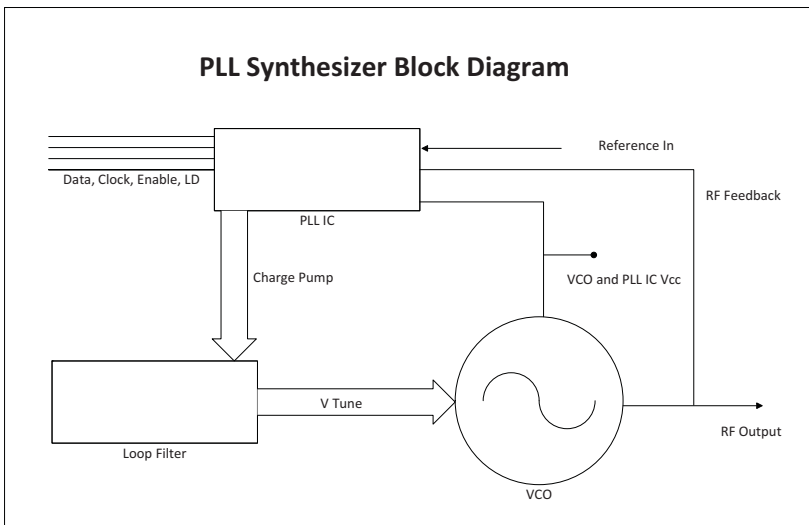 PLL Synthesizer Block Diagram
Reference In
Data, Clock, Enable, LD
RF Feedback
PLL IC
Charge Pump
VCO and PLL IC Vcc
V Tune
RF Output
Loop Filter
VCO